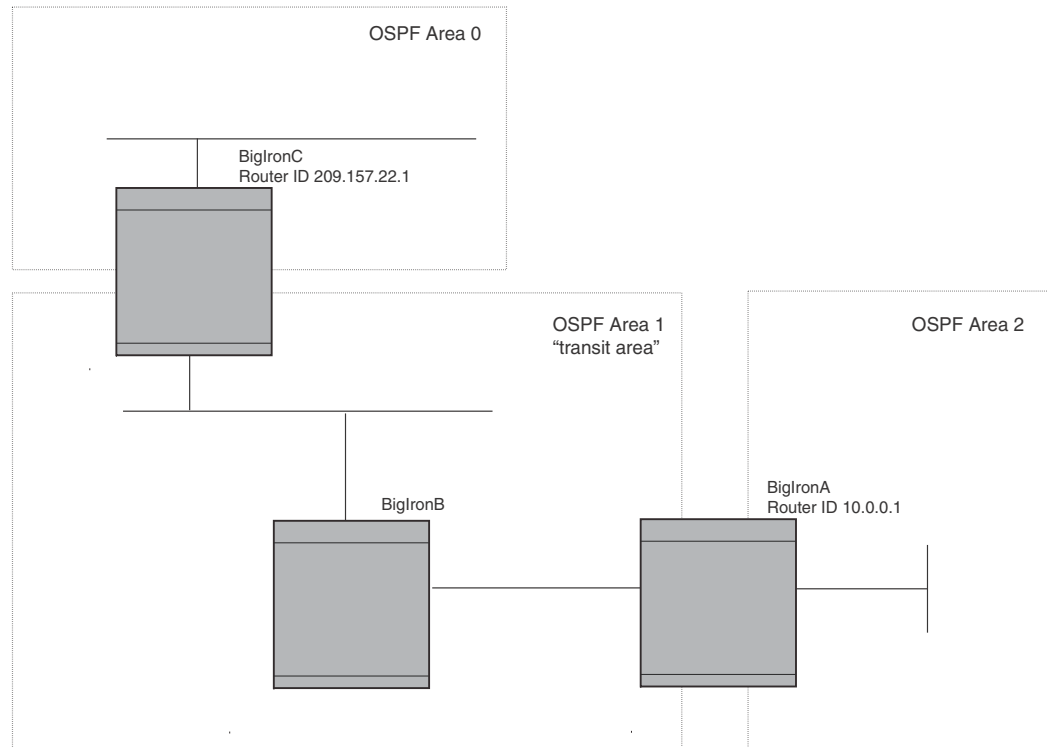 OSPF Area 0
BigIronC
Router ID 209.157.22.1
OSPF Area 1
“transit area”
OSPF Area 2
BigIronB
BigIronA
Router ID 10.0.0.1